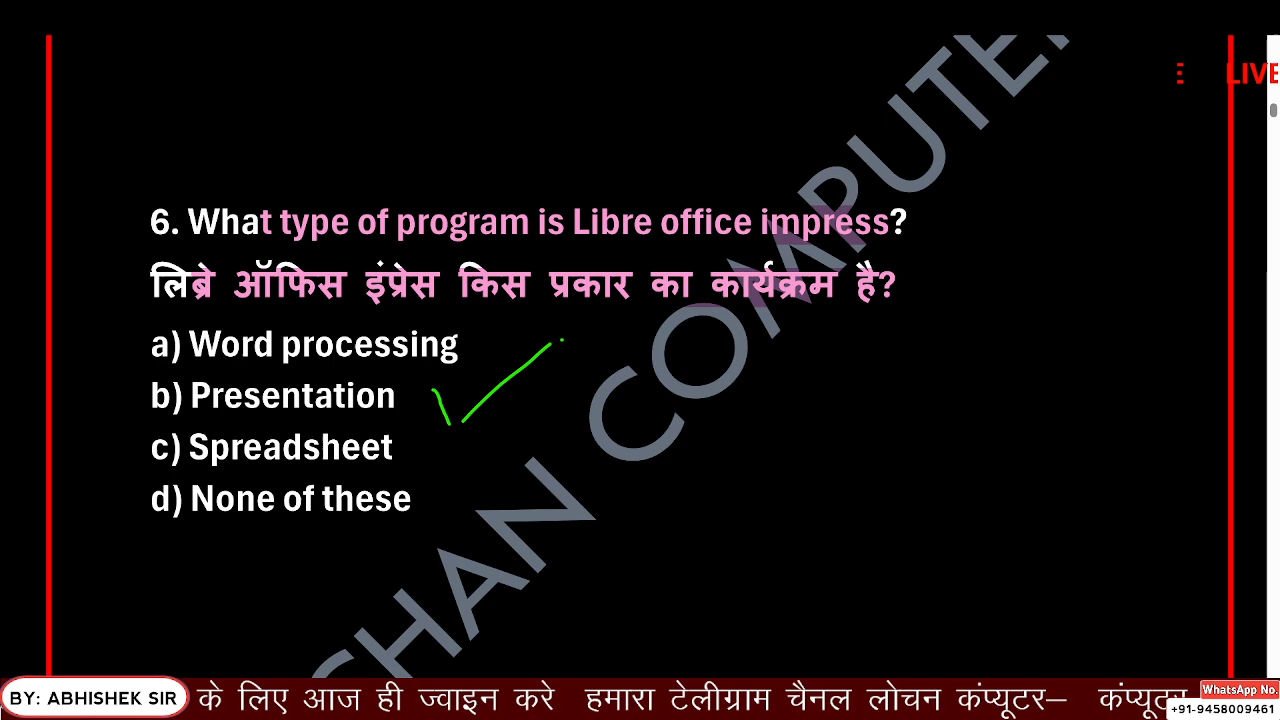 LIVE
6. What type of program is Libre office impress?
लिब्रे ऑफिस इंप्रेस किस प्रकार का कार्यक्रम है?
a) Word processing
b) Presentation
c) Spreadsheet
d) None of these
CHAN COMPUTER
BY: ABHISHEK SIR के लिए आज ही ज्वाइन करे हमारा टेलीग्राम चैनल लोचन कंप्यूटर– कंप्यूटर
WhatsApp No.
+91-9458009461